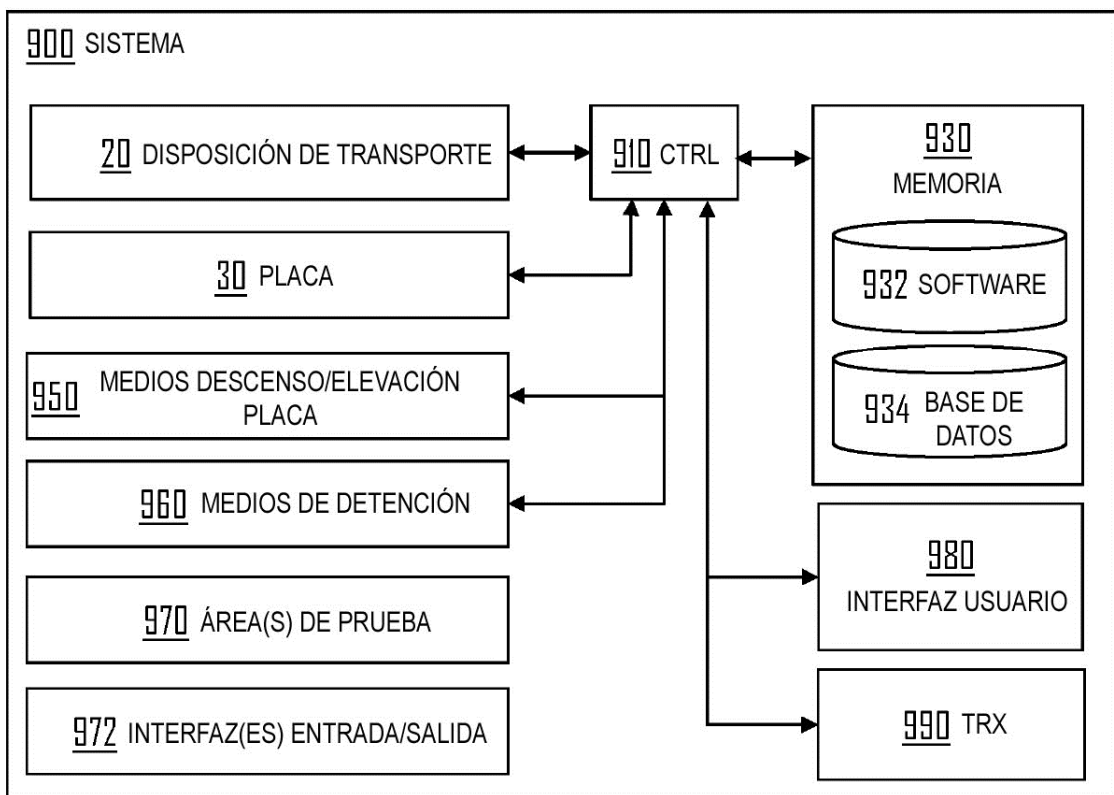 900 SISTEMA
20 DISPOSICIÓN DE TRANSPORTE
910 CTRL
930
MEMORIA
30 PLACA
932 SOFTWARE
950 MEDIOS DESCENSO/ELEVACIÓN
PLACA
934 BASE DE
DATOS
960 MEDIOS DE DETENCIÓN
980
INTERFAZ USUARIO
970 ÁREA(S) DE PRUEBA
972 INTERFAZ(ES) ENTRADA/SALIDA
990 TRX